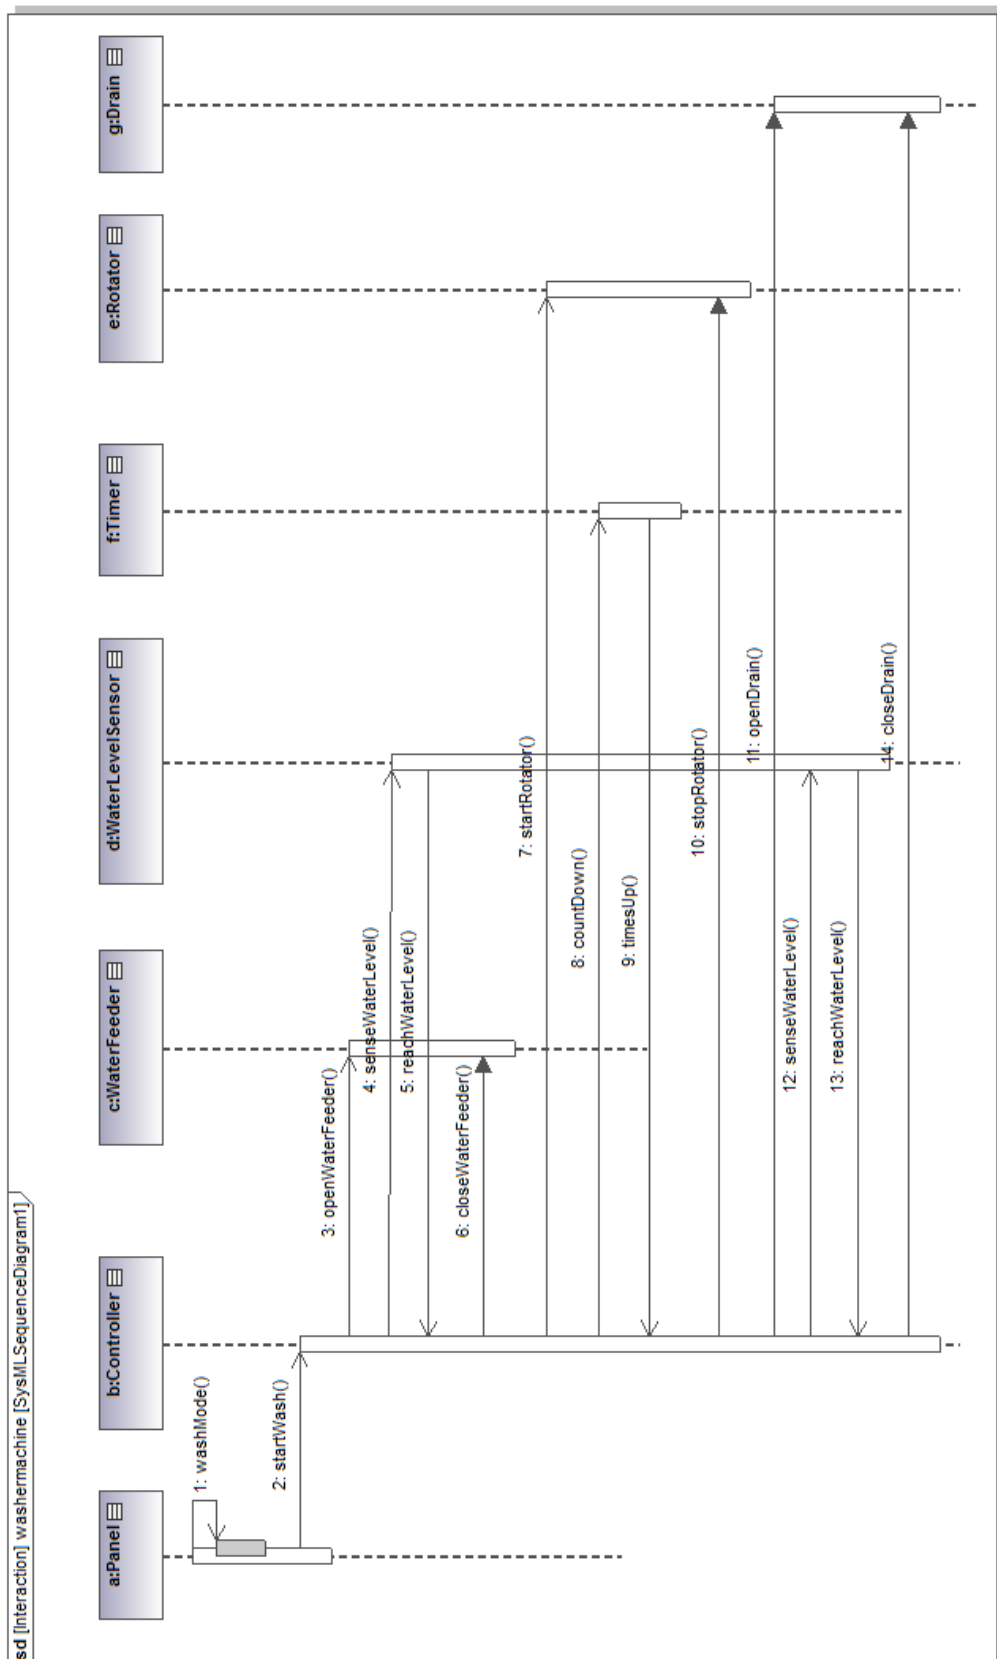 sd [Interaction] washermachine [SysMLSequenceDiagram1]
a:Panel
b:Controller
c:WaterFeeder
d:WaterLevelSensor
f:Timer
e:Rotator
g:Drain
1: washMode()
2: startWash()
3: openWaterFeeder()
4: senseWaterLevel()
5: reachWaterLevel()
6: closeWaterFeeder()
7: startRotator()
8: countDown()
9: timesUp()
10: stopRotator()
11: openDrain()
12: senseWaterLevel()
13: reachWaterLevel()
14: closeDrain()